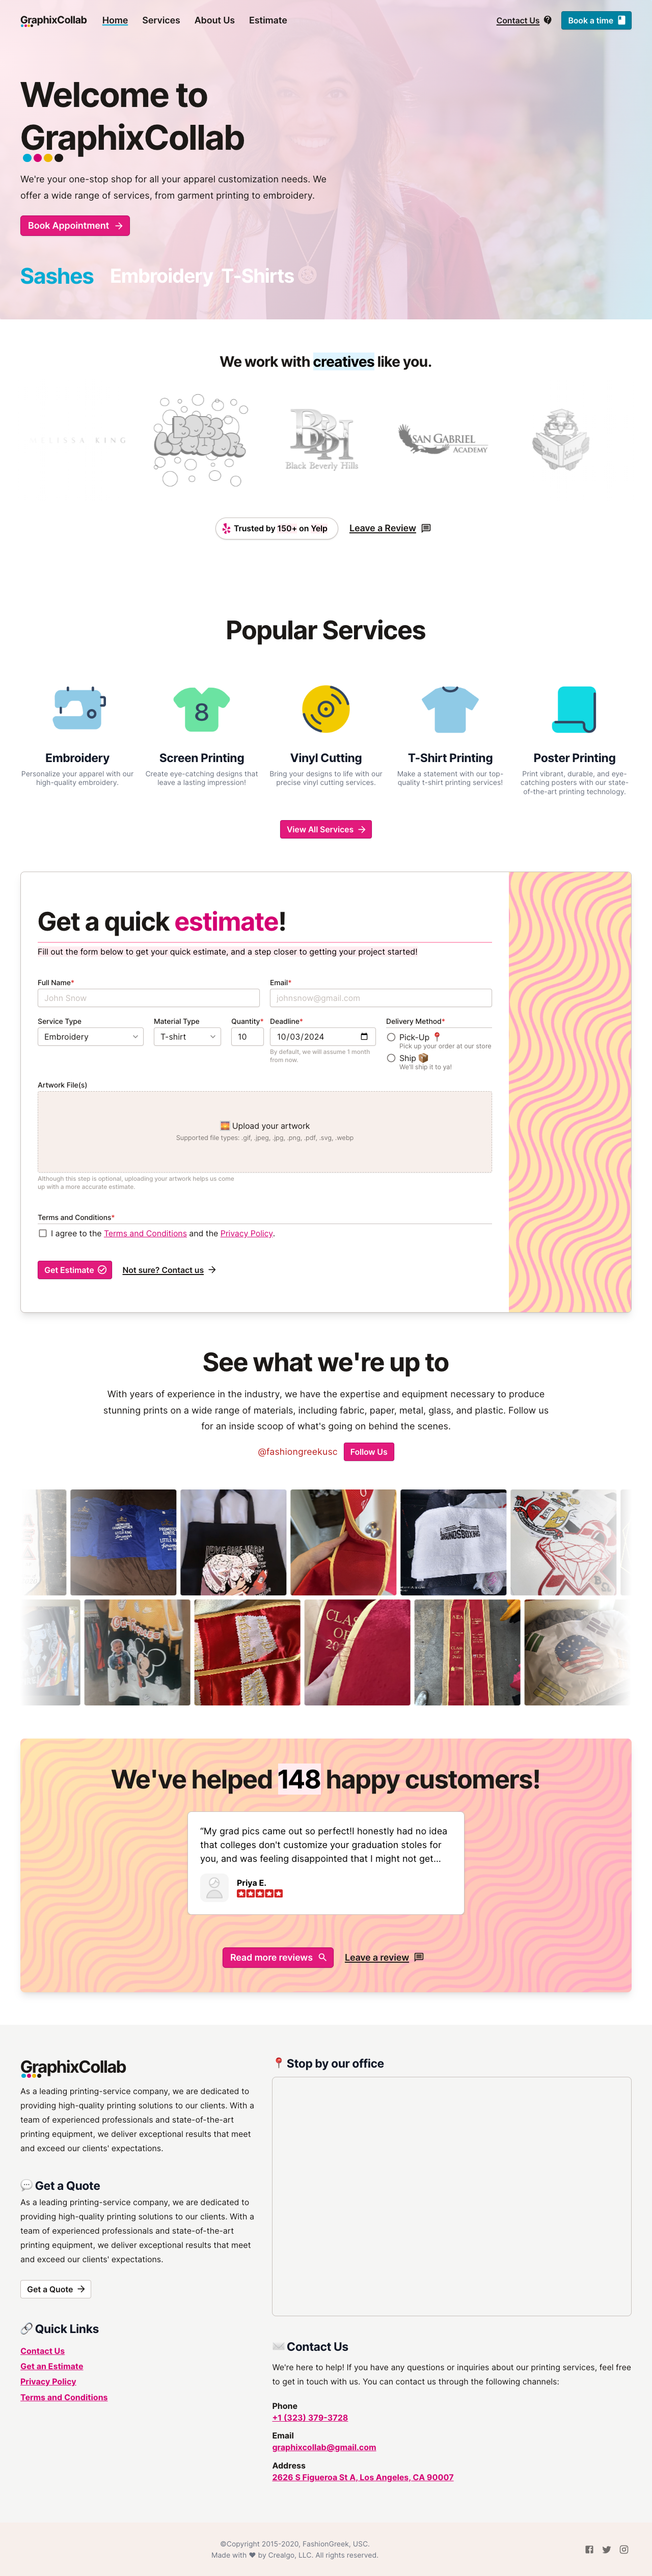 GraphixCollab
Home
Services
About Us
Estimate
Contact Us
Book a time
Welcome to
GraphixCollab
We're your one-stop shop for all your apparel customization needs. We
offer a wide range of services, from garment printing to embroidery.
Book Appointment
Sashes
Embroidery
T-Shirts
We work with creatives like you.
KING
BPH
Black Beverly Hills
SAN GABRIEL
ACADEMY
Trusted by 150+ on Yelp
Leave a Review
Popular Services
8
Embroidery
Personalize your apparel with our
high-quality embroidery.
Screen Printing
Create eye-catching designs that
leave a lasting impression!
Vinyl Cutting
Bring your designs to life with our
precise vinyl cutting services.
T-Shirt Printing
Make a statement with our top-
quality t-shirt printing services!
Poster Printing
Print vibrant, durable, and eye-
catching posters with our state-
of-the-art printing technology.
View All Services
Get a quick estimate!
Fill out the form below to get your quick estimate, and a step closer to getting your project started!
Full Name*
John Snow
Email*
johnsnow@gmail.com
Service Type
Embroidery
Material Type
T-shirt
Quantity*
10
Deadline*
10/03/2024
By default, we will assume 1 month
from now.
Delivery Method*
Pick-Up 📍
Pick up your order at our store
Ship 📦
We'll ship it to ya!
Artwork File(s)
🌅 Upload your artwork
Supported file types: .gif, .jpeg, .jpg, .png, .pdf, .svg, .webp
Although this step is optional, uploading your artwork helps us come
up with a more accurate estimate.
Terms and Conditions*
I agree to the Terms and Conditions and the Privacy Policy.
Get Estimate
Not sure? Contact us
See what we're up to
With years of experience in the industry, we have the expertise and equipment necessary to produce
stunning prints on a wide range of materials, including fabric, paper, metal, glass, and plastic. Follow us
for an inside scoop of what's going on behind the scenes.
@fashiongreekusc
Follow Us
CLASS
OF
We've helped 148 happy customers!
“My grad pics came out so perfect!I honestly had no idea
that colleges don't customize your graduation stoles for
you, and was feeling disappointed that I might not get...
Priya E.
Read more reviews
Leave a review
GraphixCollab
As a leading printing-service company, we are dedicated to
providing high-quality printing solutions to our clients. With a
team of experienced professionals and state-of-the-art
printing equipment, we deliver exceptional results that meet
and exceed our clients' expectations.
💬 Get a Quote
As a leading printing-service company, we are dedicated to
providing high-quality printing solutions to our clients. With a
team of experienced professionals and state-of-the-art
printing equipment, we deliver exceptional results that meet
and exceed our clients' expectations.
Get a Quote
🔗 Quick Links
Contact Us
Get an Estimate
Privacy Policy
Terms and Conditions
📍 Stop by our office
✉️ Contact Us
We're here to help! If you have any questions or inquiries about our printing services, feel free
to get in touch with us. You can contact us through the following channels:
Phone
+1 (323) 379-3728
Email
graphixcollab@gmail.com
Address
2626 S Figueroa St A, Los Angeles, CA 90007
©Copyright 2015-2020, FashionGreek, USC.
Made with ♥ by Crealgo, LLC. All rights reserved.